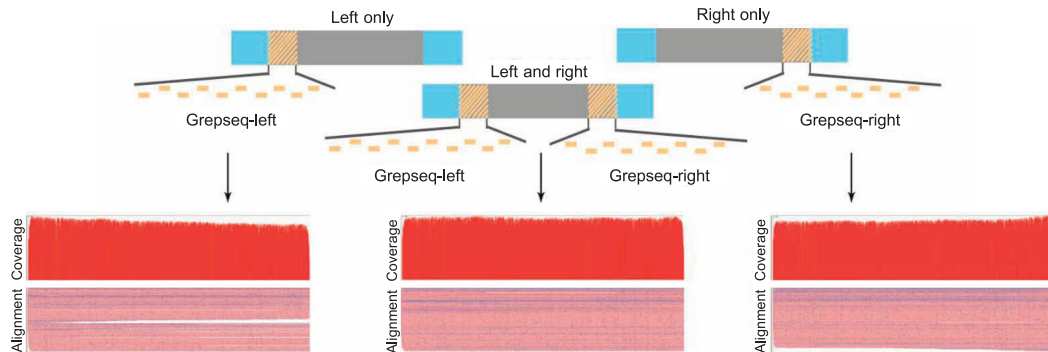 Left only
Right only
Left and right
Grepseq-left
Grepseq-right
Grepseq-left
Grepseq-right
Coverage
Coverage
Coverage
Alignment
Alignment
Alignment